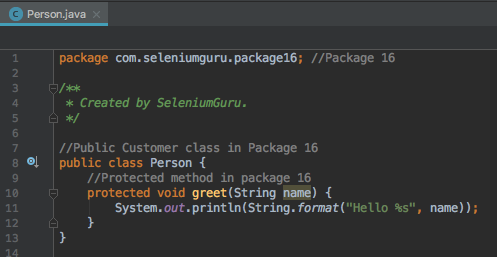 Person.java
1 package com.seleniumguru.package16; //Package 16
2
3 /**
4  * Created by SeleniumGuru.
5  */
6
7 //Public Customer class in Package 16
8 public class Person {
9     //Protected method in package 16
10     protected void greet(String name) {
11         System.out.println(String.format("Hello %s", name));
12     }
13 }
14